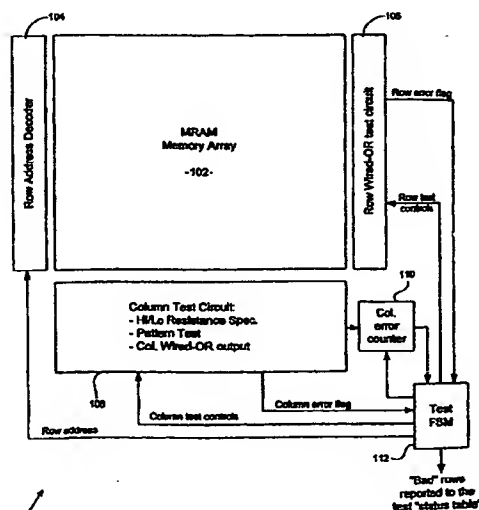 104
Row Address Decoder
MRAM
Memory Array
-102-
106
Row Wired-OR test circuit
Row error flag
Row test
controls
110
Col.
error
counter
Column Test Circuit:
- Hi/Lo Resistance Spec.
- Pattern Test
- Col. Wired-OR output
108
Column test controls
Column error flag
Row address
Test
FSM
112
"Bad" rows
reported to the
test "status table"